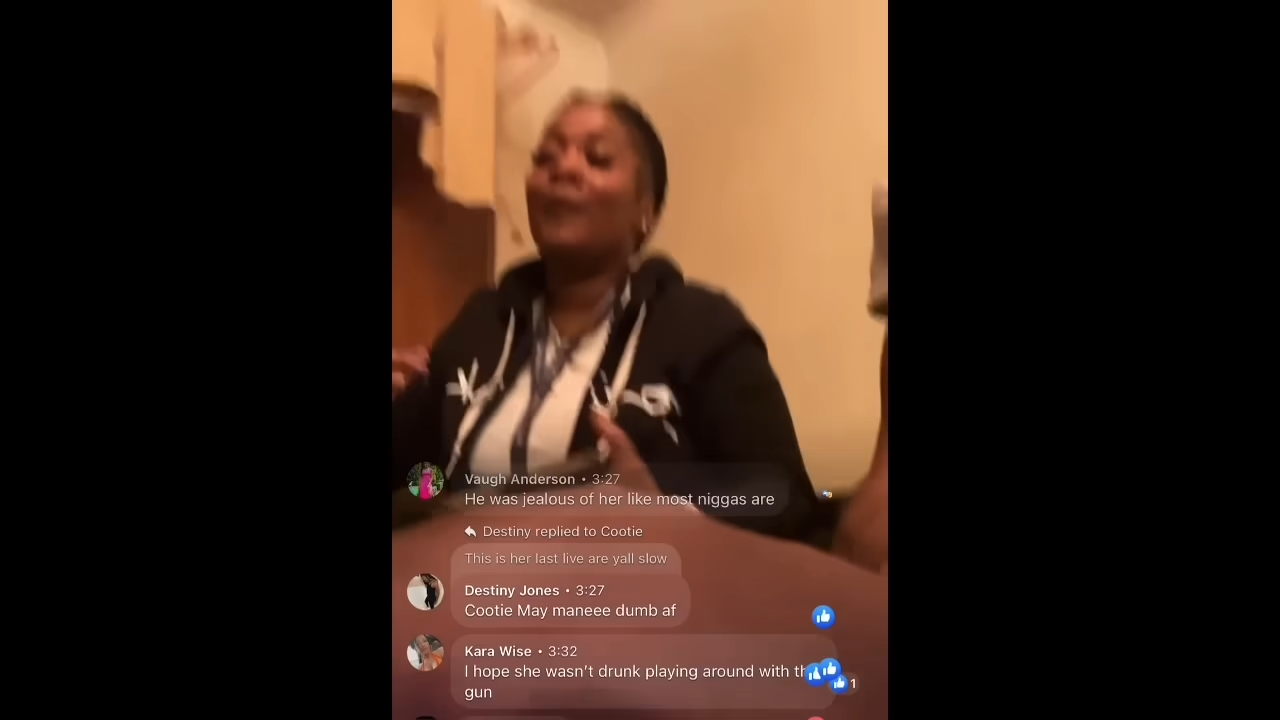 Vaugh Anderson • 3:27
He was jealous of her like most niggas are
Destiny replied to Cootie
This is her last live are yall slow
Destiny Jones • 3:27
Cootie May maneee dumb af
Kara Wise • 3:32
I hope she wasn't drunk playing around with
gun
1